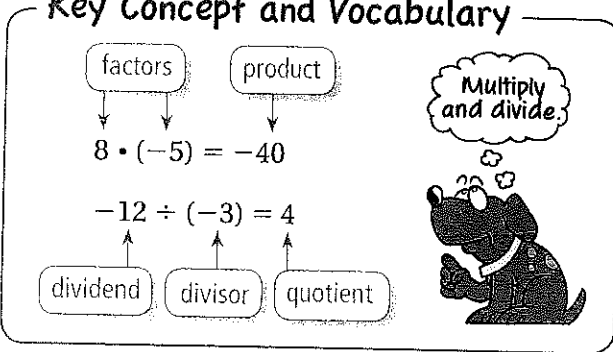 Key Concept and Vocabulary
factors
product
8 • (−5) = −40
−12 ÷ (−3) = 4
dividend
divisor
quotient
Multiply
and divide.